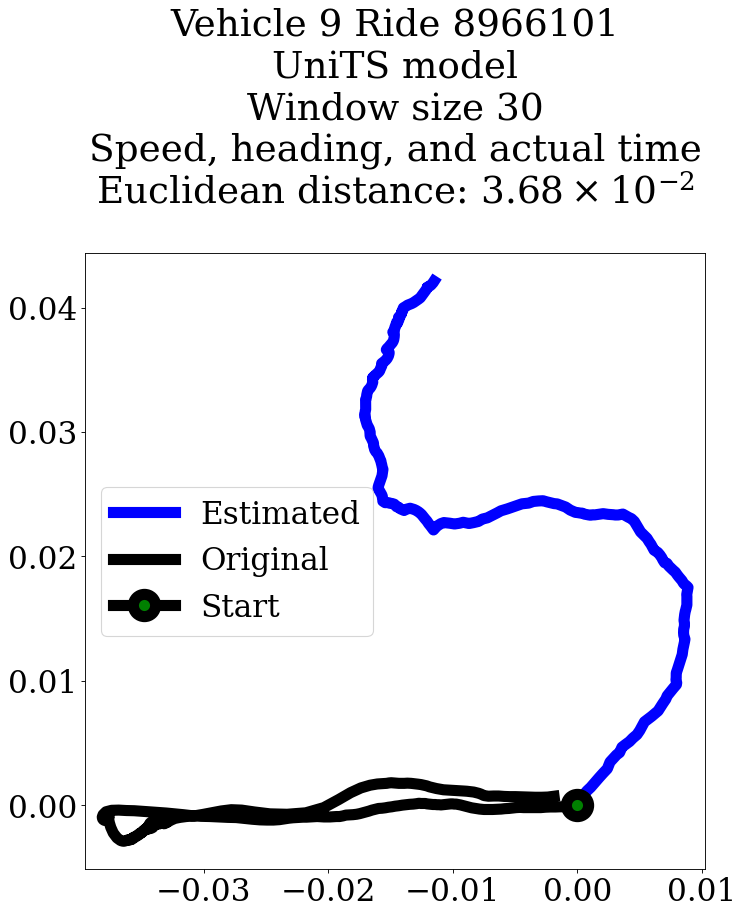 Vehicle 9 Ride 8966101
UniTS model
Window size 30
Speed, heading, and actual time
Euclidean distance: 3.68 × 10⁻²
0.04
0.03
0.02
0.01
0.00
Estimated
Original
Start
−0.03 −0.02 −0.01 0.00 0.01